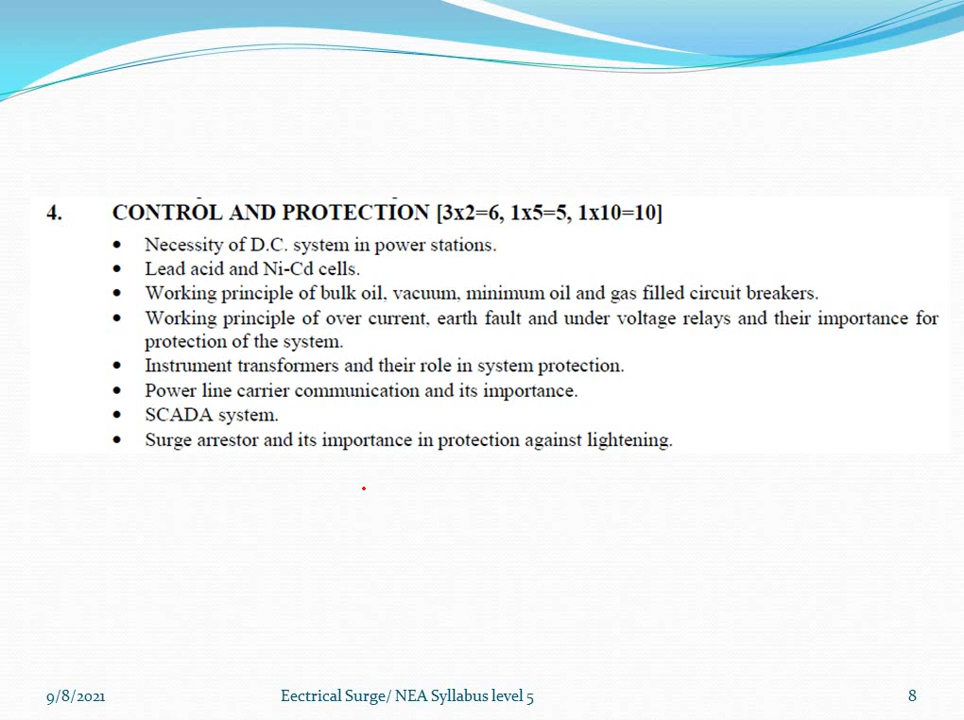 4. CONTROL AND PROTECTION [3x2=6, 1x5=5, 1x10=10]
• Necessity of D.C. system in power stations.
• Lead acid and Ni-Cd cells.
• Working principle of bulk oil, vacuum, minimum oil and gas filled circuit breakers.
• Working principle of over current, earth fault and under voltage relays and their importance for
protection of the system.
• Instrument transformers and their role in system protection.
• Power line carrier communication and its importance.
• SCADA system.
• Surge arrestor and its importance in protection against lightening.
9/8/2021 Eectrical Surge/ NEA Syllabus level 5 8